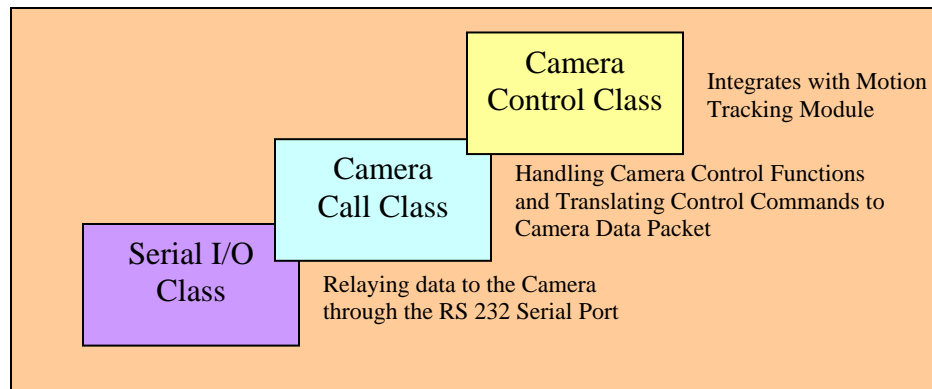 Camera
Control Class
Integrates with Motion
Tracking Module
Camera
Call Class
Handling Camera Control Functions
and Translating Control Commands to
Camera Data Packet
Serial I/O
Class
Relaying data to the Camera
through the RS 232 Serial Port